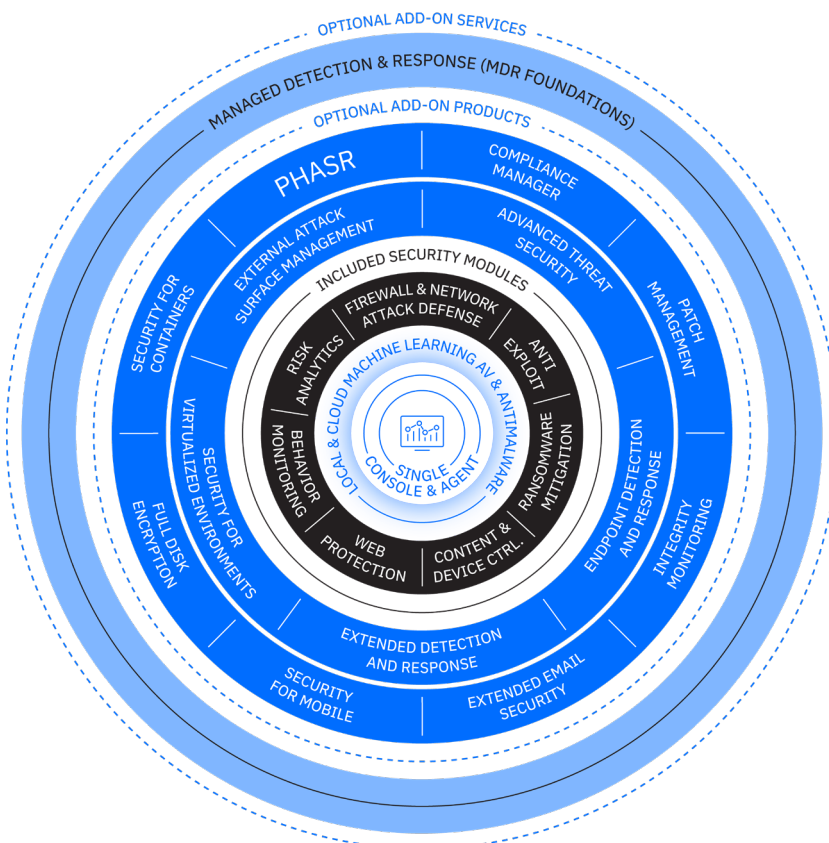 OPTIONAL ADD-ON SERVICES
MANAGED DETECTION & RESPONSE (MDR FOUNDATIONS)
OPTIONAL ADD-ON PRODUCTS
PHASR
COMPLIANCE
MANAGER
PATCH
MANAGEMENT
INTEGRITY
MONITORING
EXTENDED EMAIL
SECURITY
SECURITY
FOR MOBILE
FULL DISK
ENCRYPTION
SECURITY FOR
CONTAINERS
EXTERNAL ATTACK
SURFACE MANAGEMENT
ADVANCED THREAT
SECURITY
ENDPOINT DETECTION
AND RESPONSE
EXTENDED DETECTION
AND RESPONSE
SECURITY FOR
VIRTUALIZED ENVIRONMENTS
INCLUDED SECURITY MODULES
FIREWALL & NETWORK
ATTACK DEFENSE
ANTI
EXPLOIT
RANSOMWARE
MITIGATION
CONTENT &
DEVICE CTRL.
WEB
PROTECTION
BEHAVIOR
MONITORING
RISK
ANALYTICS
LOCAL & CLOUD MACHINE LEARNING AV & ANTIMALWARE
SINGLE
CONSOLE & AGENT